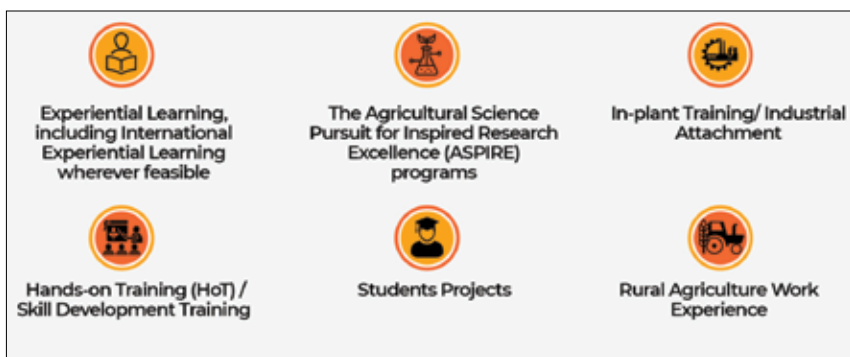 Experiential Learning,
including International
Experiential Learning
wherever feasible
The Agricultural Science
Pursuit for Inspired Research
Excellence (ASPIRE)
programs
In-plant Training/ Industrial
Attachment
Hands-on Training (HoT) /
Skill Development Training
Students Projects
Rural Agriculture Work
Experience